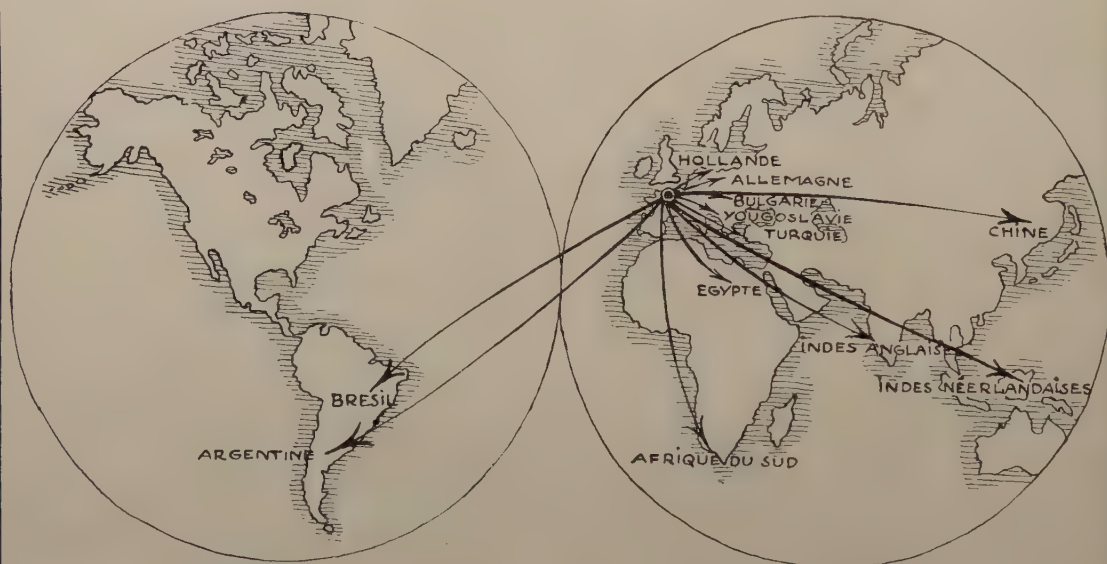 HOLLANDE
ALLEMAGNE
BULGARIE
YOUGOSLAVIE
TURQUIE
CHINE
EGYPTE
INDES ANGLAISES
INDES NÉERLANDAISES
BRESIL
ARGENTINE
AFRIQUE DU SUD